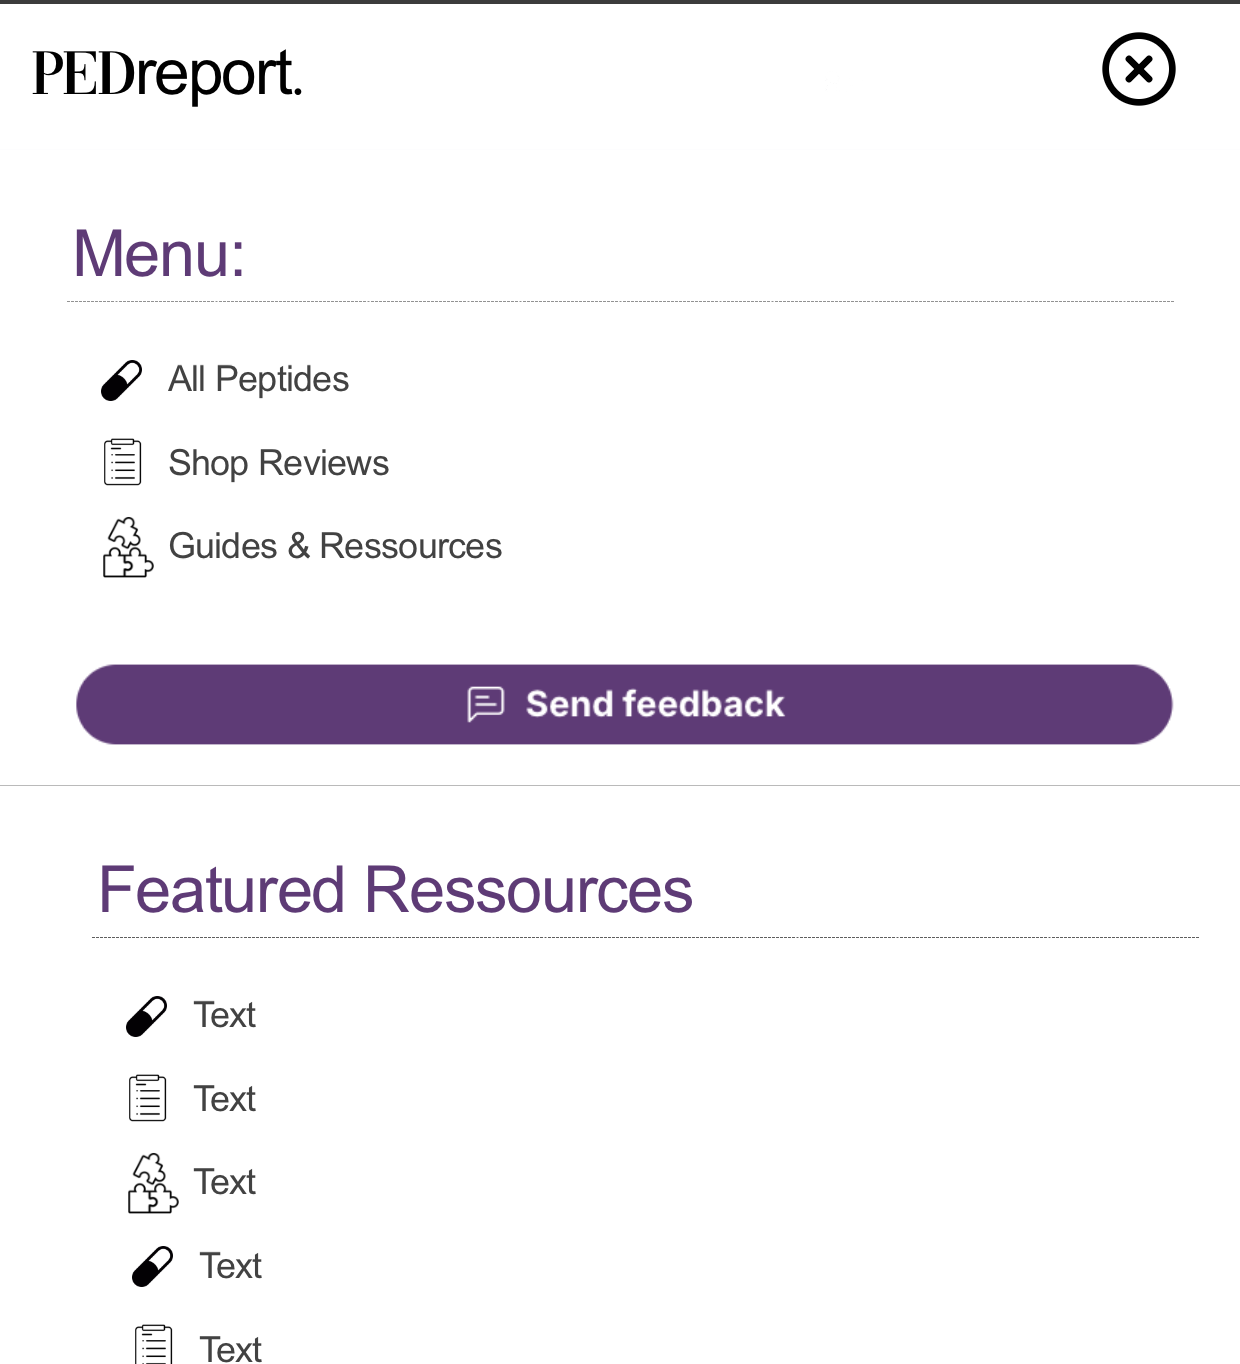 PEDreport.
Menu:
All Peptides
Shop Reviews
Guides & Ressources
Send feedback
Featured Ressources
Text
Text
Text
Text
Text